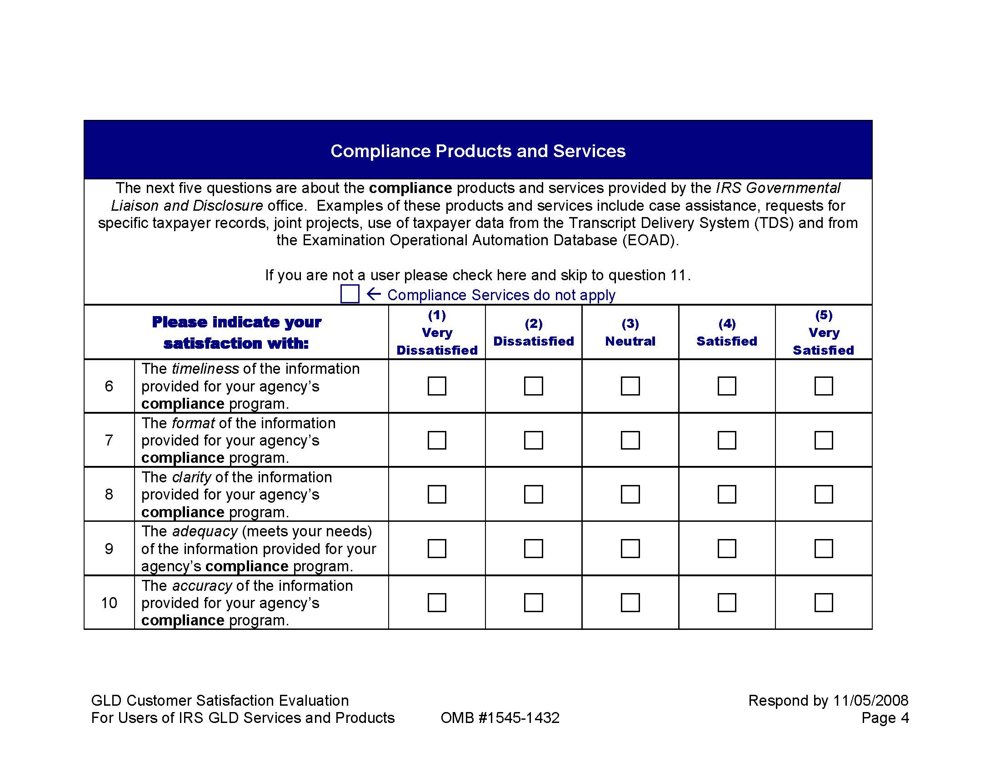 Compliance Products and Services
The next five questions are about the compliance products and services provided by the IRS Governmental
Liaison and Disclosure office.  Examples of these products and services include case assistance, requests for
specific taxpayer records, joint projects, use of taxpayer data from the Transcript Delivery System (TDS) and from
the Examination Operational Automation Database (EOAD).
If you are not a user please check here and skip to question 11.
← Compliance Services do not apply
Please indicate your
satisfaction with:
(1)
Very
Dissatisfied
(2)
Dissatisfied
(3)
Neutral
(4)
Satisfied
(5)
Very
Satisfied
6
The timeliness of the information
provided for your agency’s
compliance program.
7
The format of the information
provided for your agency’s
compliance program.
8
The clarity of the information
provided for your agency’s
compliance program.
9
The adequacy (meets your needs)
of the information provided for your
agency’s compliance program.
10
The accuracy of the information
provided for your agency’s
compliance program.
GLD Customer Satisfaction Evaluation
Respond by 11/05/2008
For Users of IRS GLD Services and Products
OMB #1545-1432
Page 4